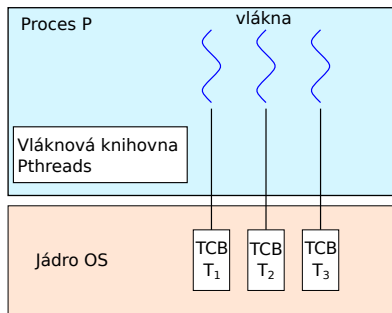 Proces P
vlákna
Vláknová knihovna
Pthreads
Jádro OS
TCB TCB TCB
T₁ T₂ T₃